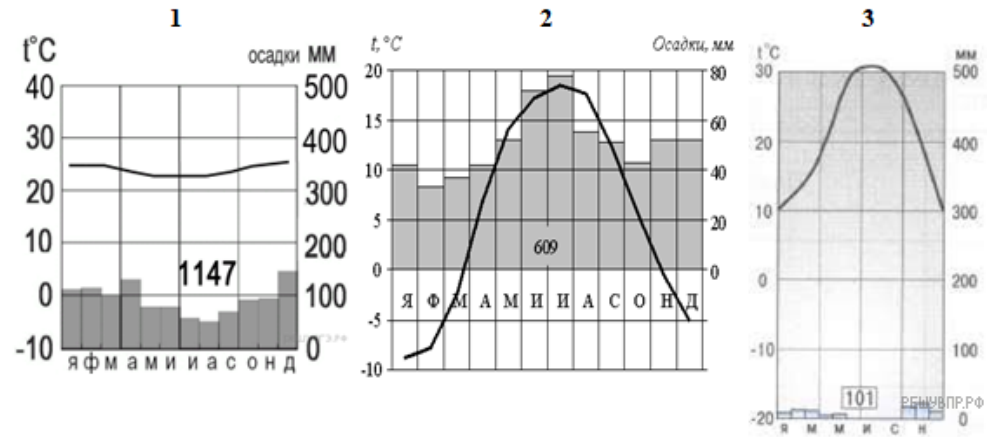 1
t°C
осадки мм
40 500
30 400
20 300
10 200
1147
0 100
-10 0
я ф м а м и и а с о н д
2
t, °C
Осадки, мм
20 80
15 60
10 40
5 20
609
0 0
Я Ф М А М И И А С О Н Д
-5
-10
3
t°C
мм
30 500
20 400
10 300
0 200
-10 100
101
РЕШУВПР.РФ
-20 0
Я М М И С Н